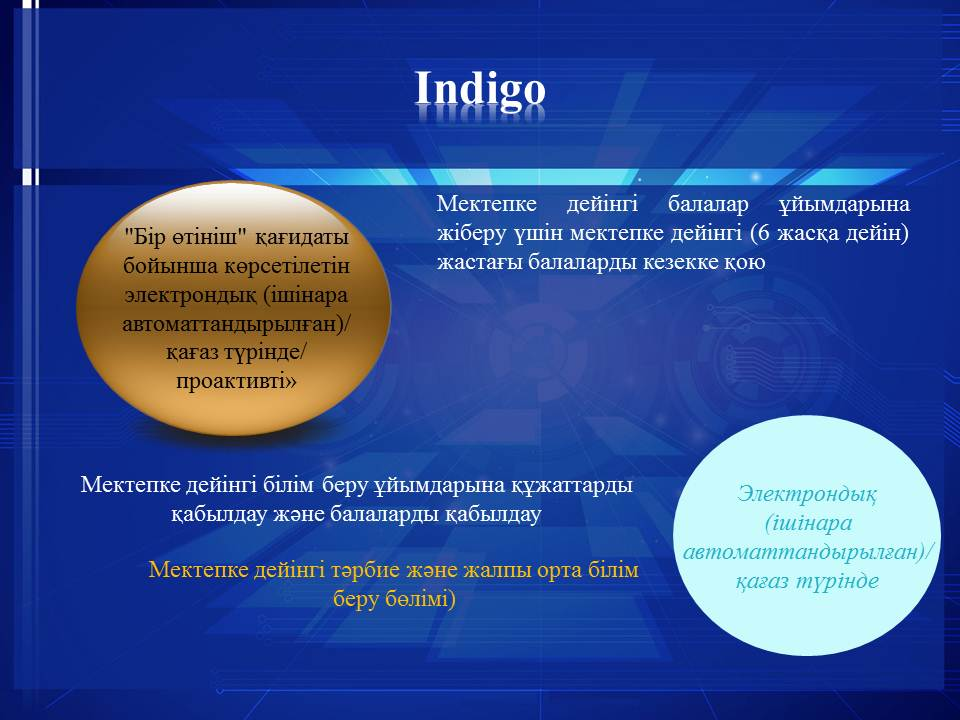 Indigo
"Бір өтініш" қағидаты
бойынша көрсетілетін
электрондық (ішінара
автоматтандырылған)/
қағаз түрінде/
проактивті»
Мектепке дейінгі балалар ұйымдарына
жіберу үшін мектепке дейінгі (6 жасқа дейін)
жастағы балаларды кезекке қою
Мектепке дейінгі білім беру ұйымдарына құжаттарды
қабылдау және балаларды қабылдау
Мектепке дейінгі тәрбие және жалпы орта білім
беру бөлімі)
Электрондық
(ішінара
автоматтандырылған)/
қағаз түрінде